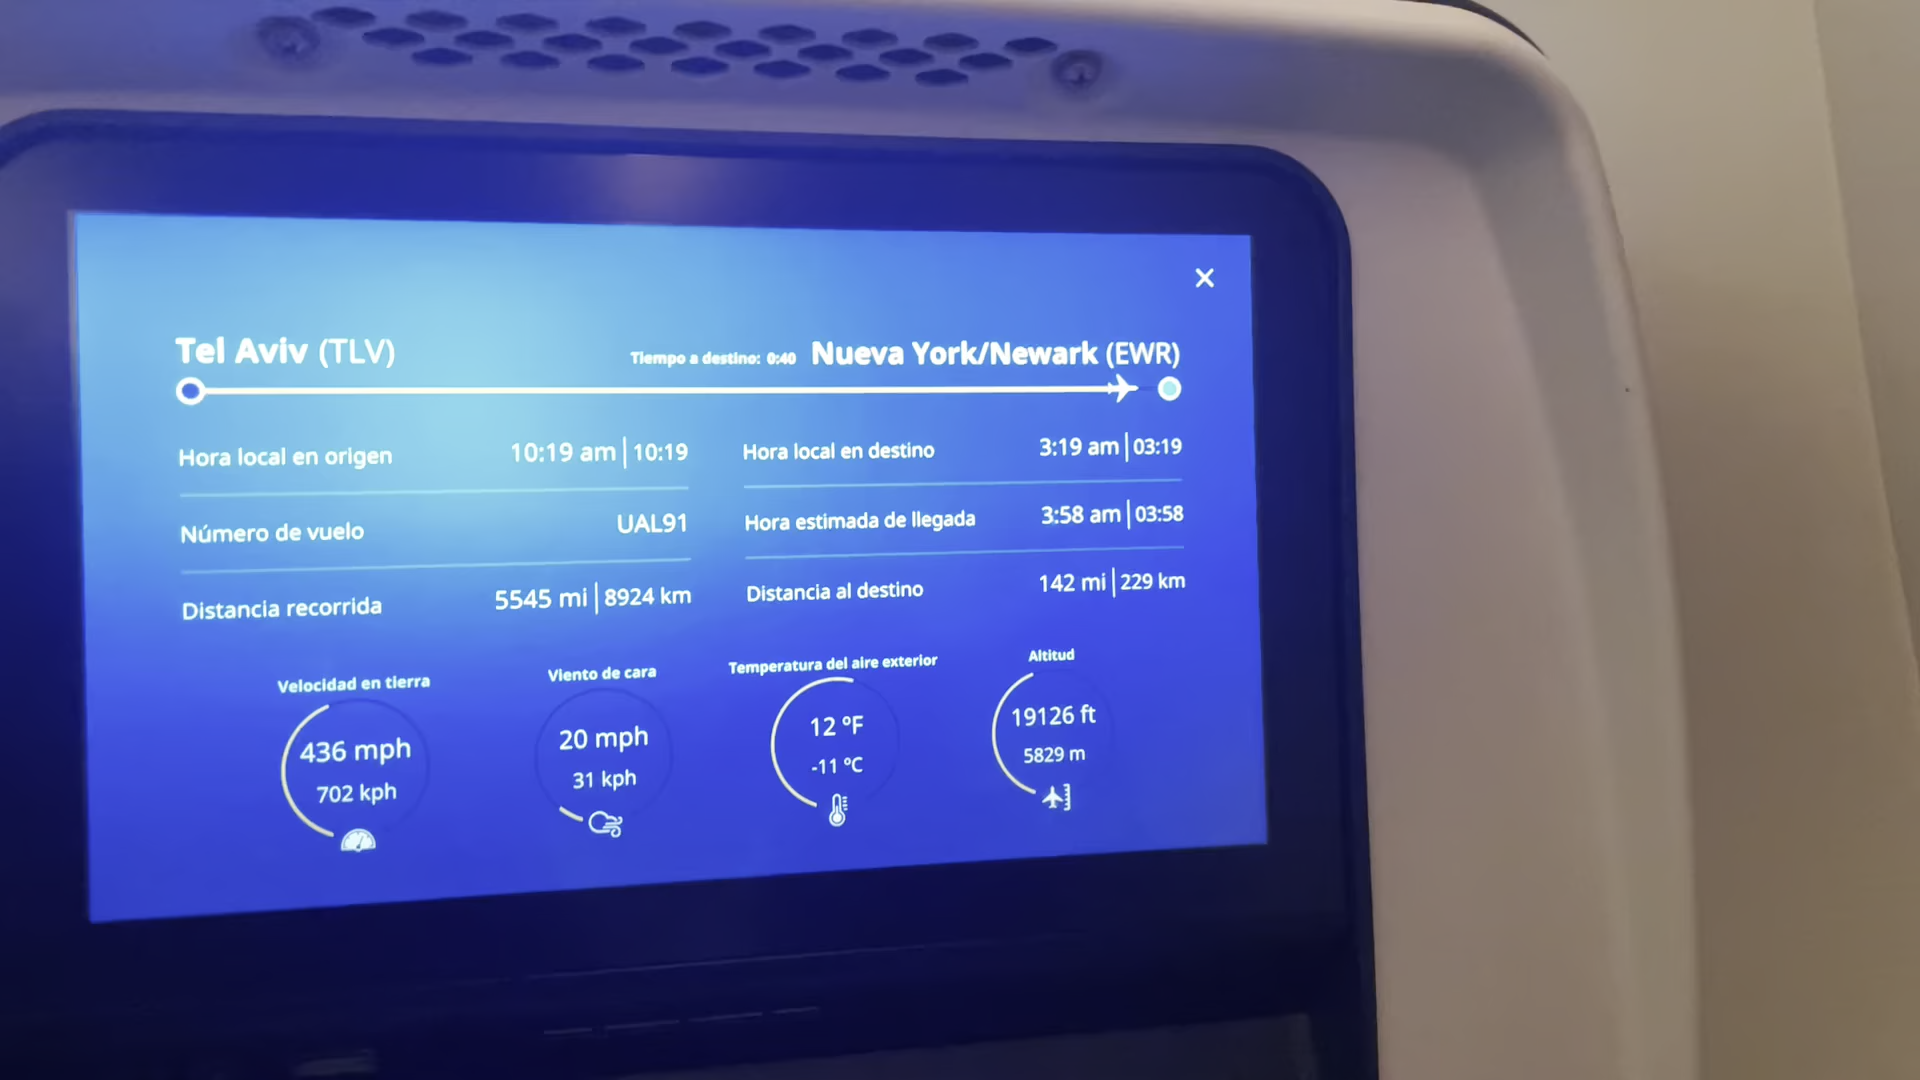 ×
Tel Aviv (TLV)
Tiempo a destino: 0:40
Nueva York/Newark (EWR)
Hora local en origen 10:19 am | 10:19
Hora local en destino 3:19 am | 03:19
Número de vuelo UAL91
Hora estimada de llegada 3:58 am | 03:58
Distancia recorrida 5545 mi | 8924 km
Distancia al destino 142 mi | 229 km
Velocidad en tierra
436 mph
702 kph
Viento de cara
20 mph
31 kph
Temperatura del aire exterior
12 ºF
-11 ºC
Altitud
19126 ft
5829 m